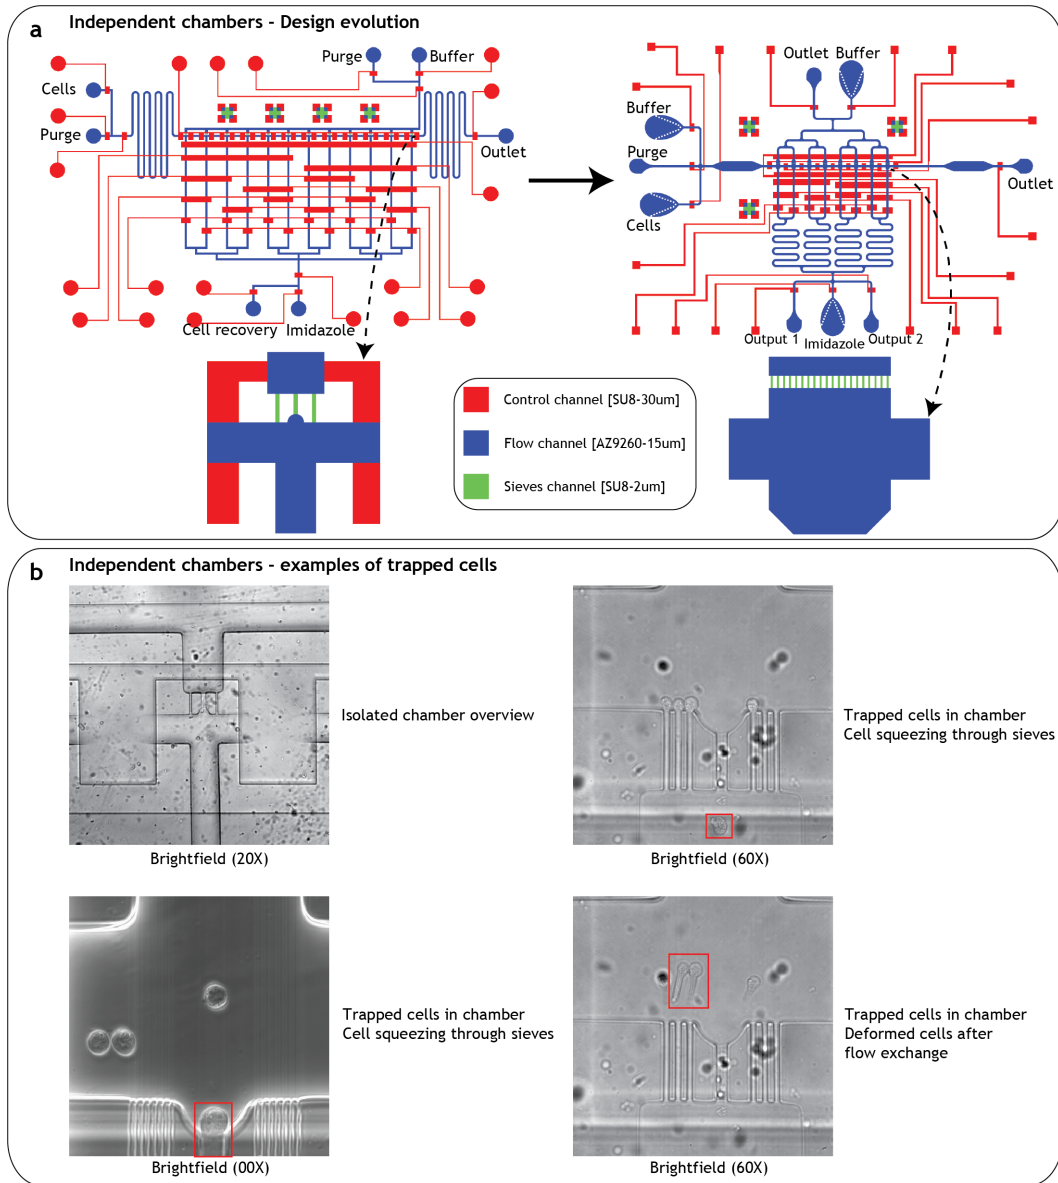 a
Independent chambers - Design evolution
Purge
Buffer
Cells
Purge
Outlet
Cell recovery
Imidazole
Outlet
Buffer
Buffer
Purge
Cells
Outlet
Output 1
Imidazole
Output 2
Control channel [SU8-30um]
Flow channel [AZ9260-15um]
Sieves channel [SU8-2um]
b
Independent chambers - examples of trapped cells
Isolated chamber overview
Brightfield (20X)
Trapped cells in chamber
Cell squeezing through sieves
Brightfield (60X)
Trapped cells in chamber
Cell squeezing through sieves
Brightfield (00X)
Trapped cells in chamber
Deformed cells after
flow exchange
Brightfield (60X)